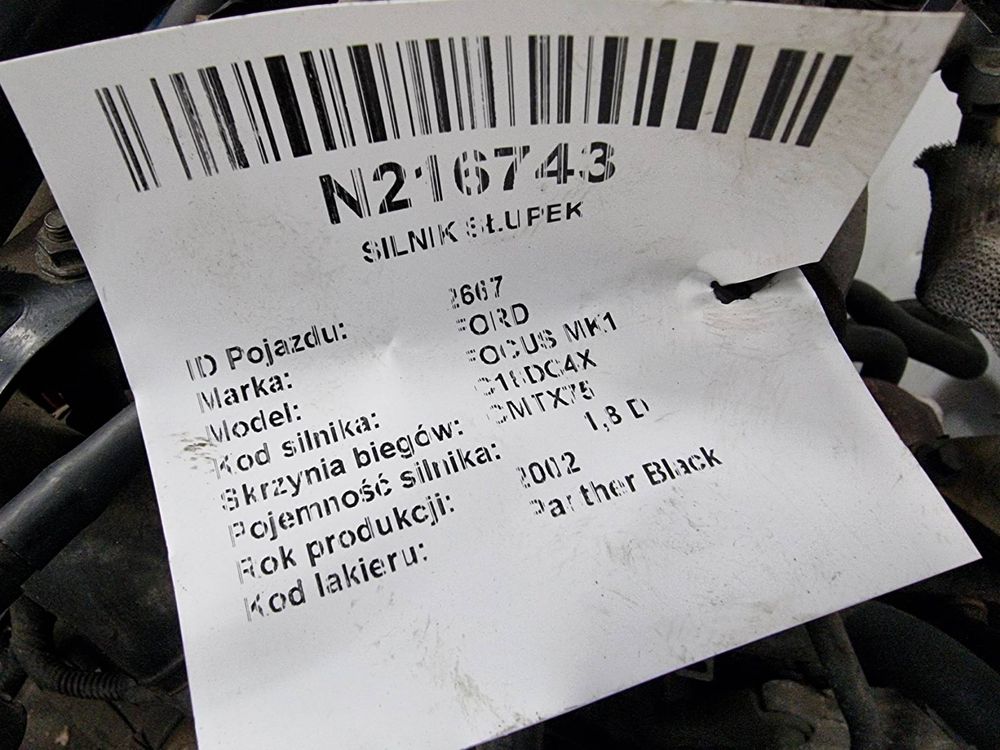 N216743
SILNIK SŁUPEK
ID Pojazdu: 2667
Marka: FORD
Model: FOCUS MK1
Kod silnika: C18DC4X
Skrzynia biegów: CMTX75
Pojemność silnika: 1,8 D
Rok produkcji: 2002
Kod lakieru: Panther Black